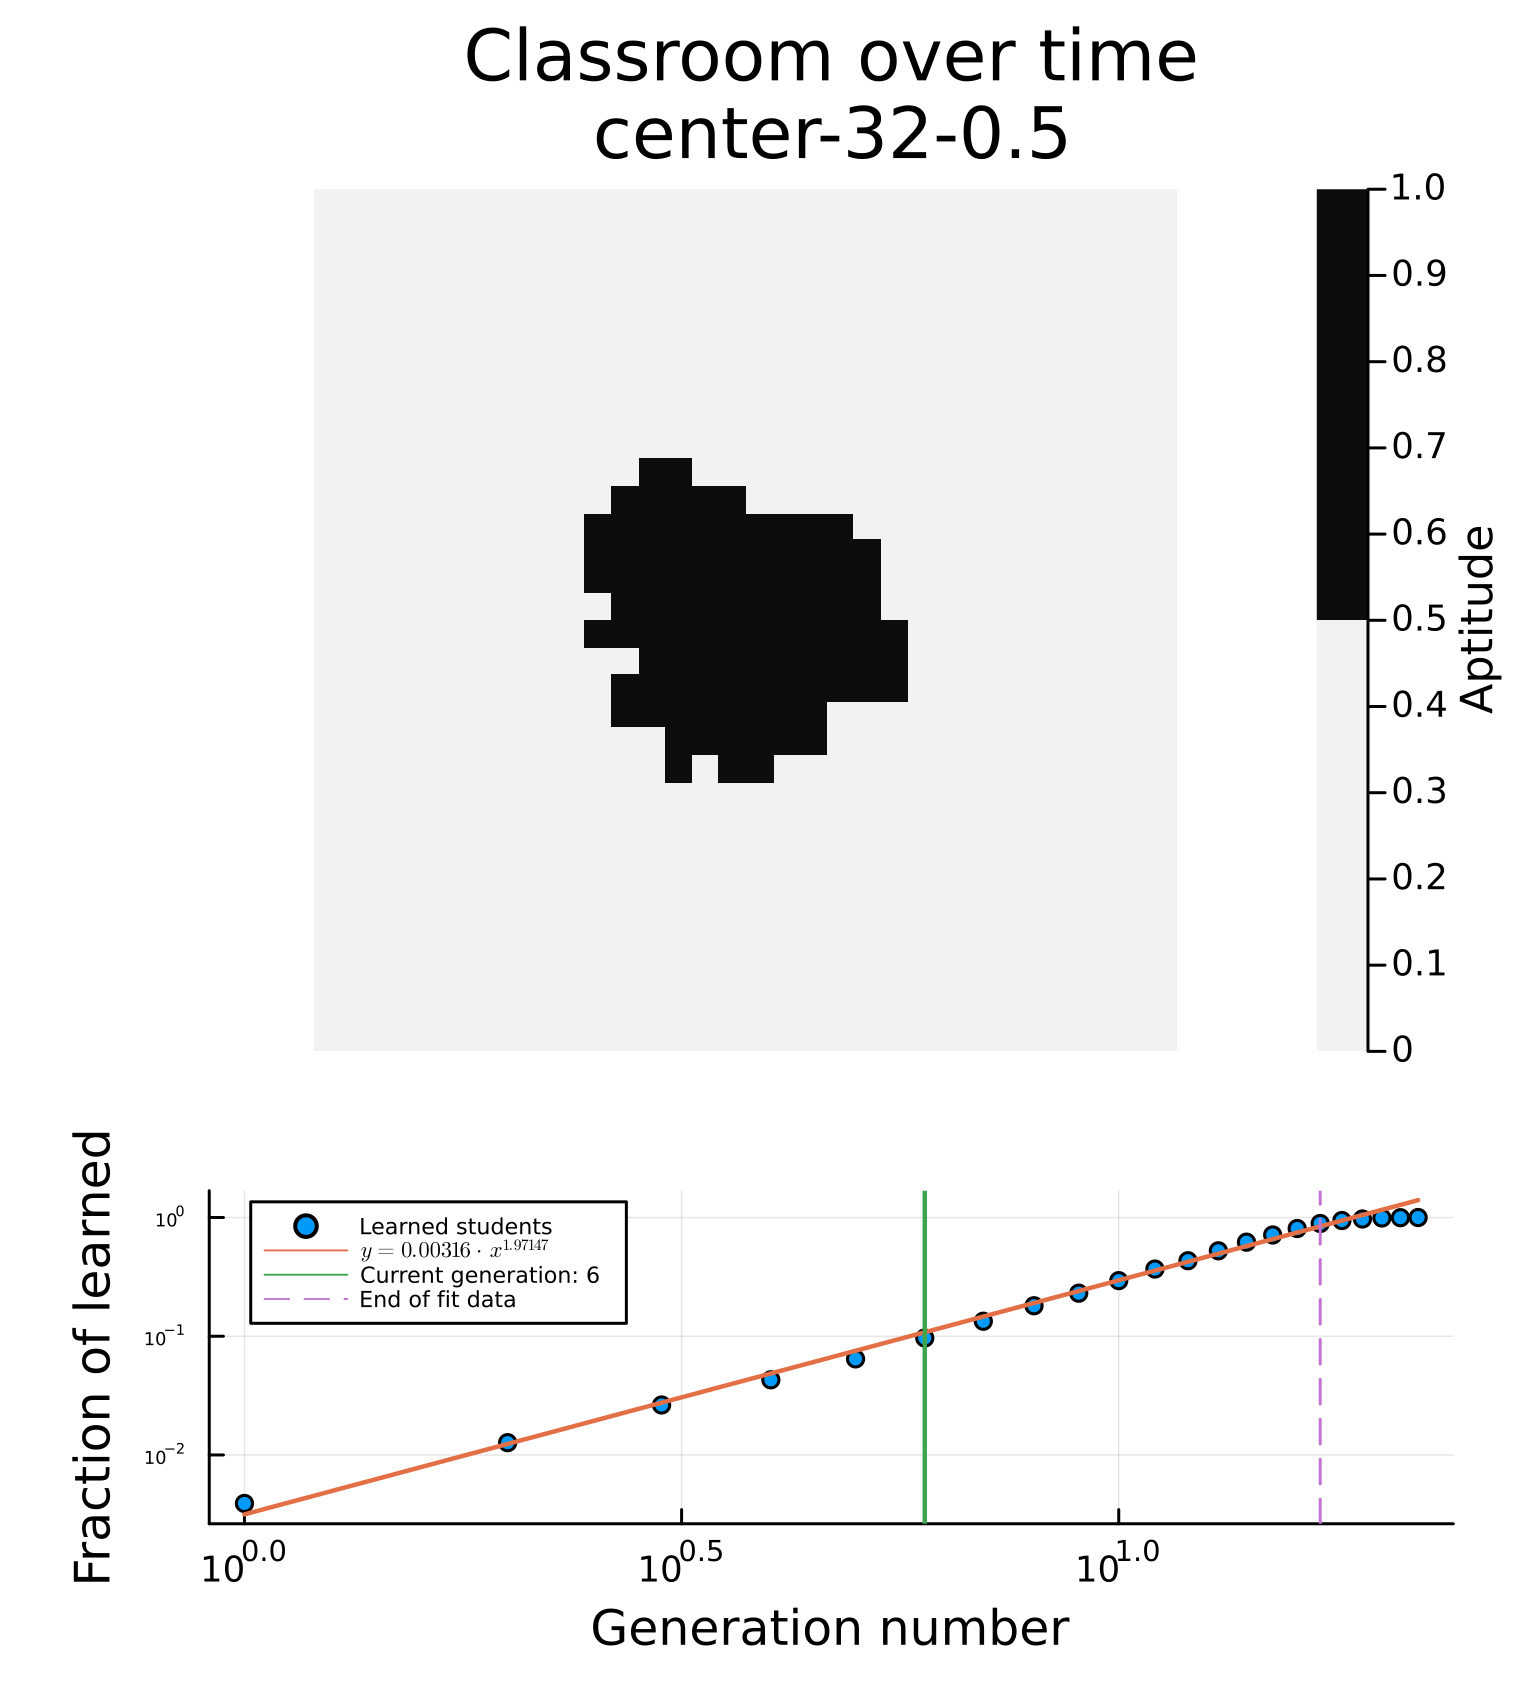 Classroom over time
center-32-0.5
1.0
0.9
0.8
0.7
0.6
0.5
0.4
0.3
0.2
0.1
0
Aptitude
Fraction of learned
10⁰
10⁻¹
10⁻²
Learned students
y = 0.00316 · x^1.97147
Current generation: 6
End of fit data
10^0.0
10^0.5
10^1.0
Generation number